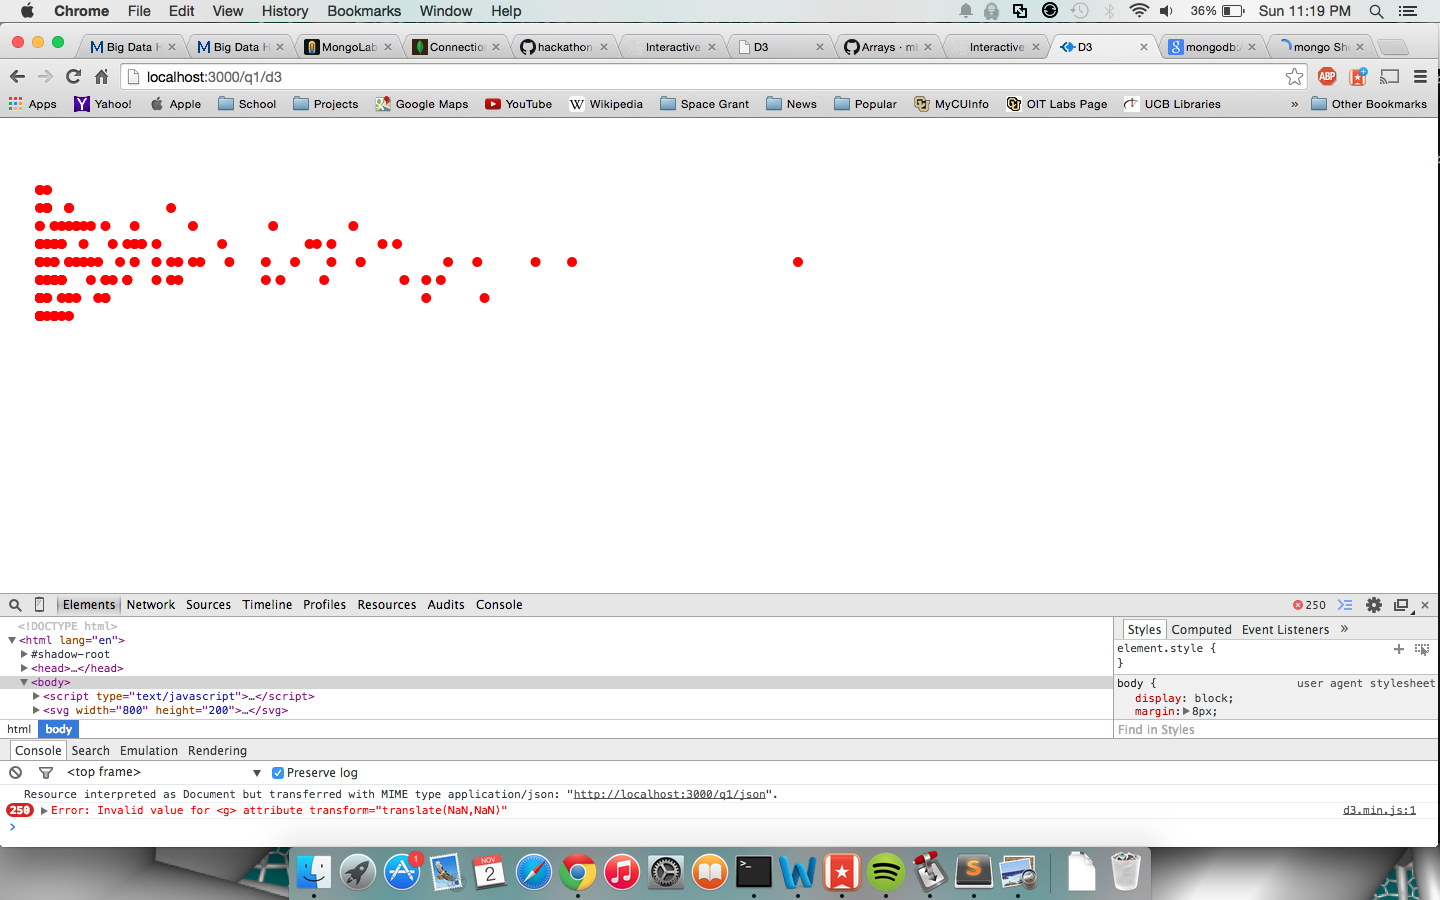 Chrome File Edit View History Bookmarks Window Help 36% Sun 11:19 PM
Big Data H Big Data H MongoLab Connection hackathon Interactive D3 Arrays · ml Interactive D3 mongodb: mongo She
localhost:3000/q1/d3 ABP
Apps Yahoo! Apple School Projects Google Maps YouTube Wikipedia Space Grant News Popular MyCUInfo OIT Labs Page UCB Libraries » Other Bookmarks
Elements Network Sources Timeline Profiles Resources Audits Console 250
<!DOCTYPE html>
<html lang="en">
#shadow-root
<head>…</head>
<body>
<script type="text/javascript">…</script>
<svg width="800" height="200">…</svg>
html body
Styles Computed Event Listeners »
element.style {
}
body { user agent stylesheet
display: block;
margin: 8px;
Find in Styles
Console Search Emulation Rendering
<top frame> Preserve log
Resource interpreted as Document but transferred with MIME type application/json: "http://localhost:3000/q1/json".
250 Error: Invalid value for <g> attribute transform="translate(NaN,NaN)" d3.min.js:1
>
1
NOV
2